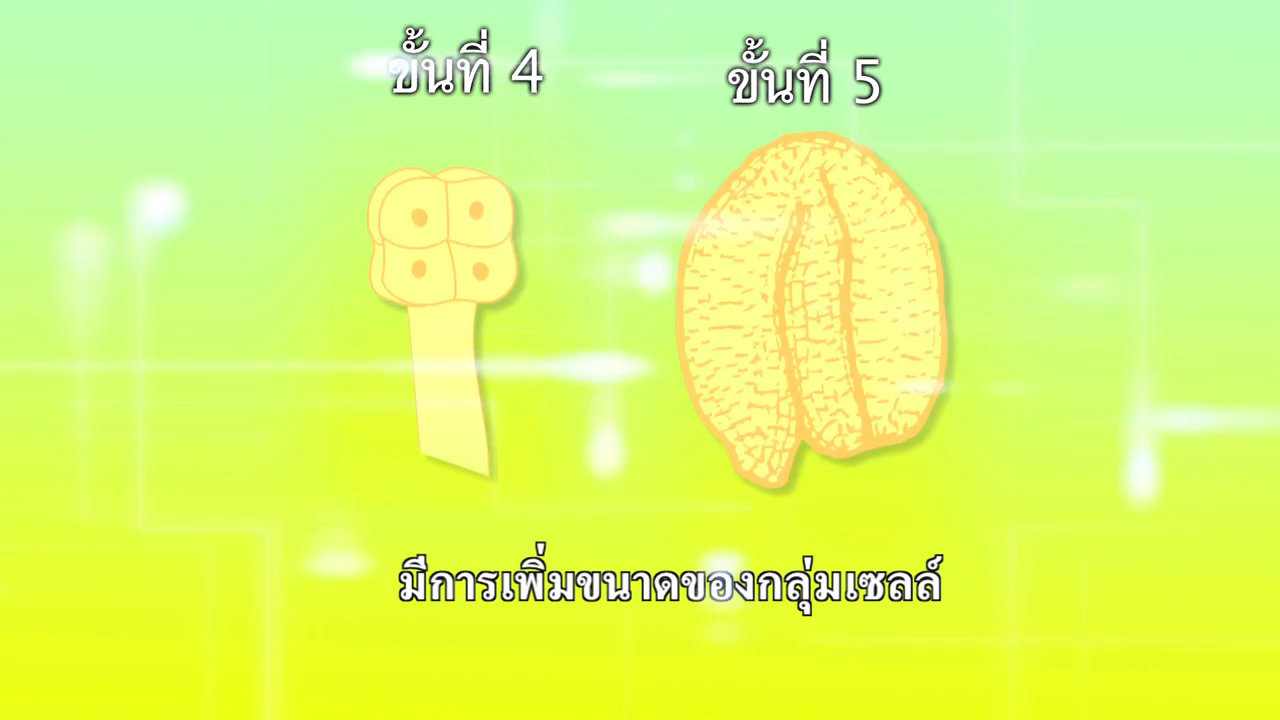 ขั้นที่ 4
ขั้นที่ 5
มีการเพิ่มขนาดของกลุ่มเซลล์